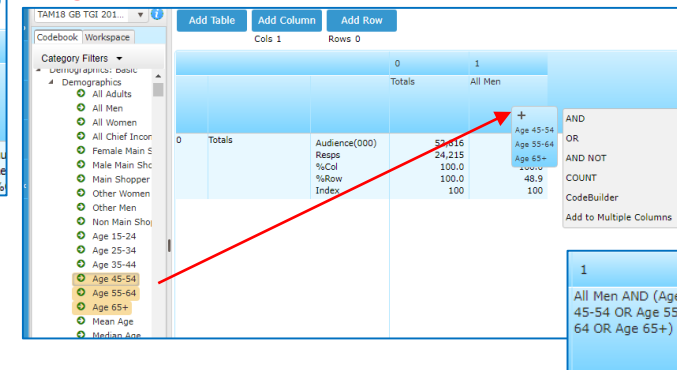 TAM18 GB TGI 201...
Add Table Add Column Add Row
Codebook Workspace
Cols 1 Rows 0
Category Filters
Demographics: Basic
Demographics
All Adults
All Men
All Women
All Chief Incor
Female Main S
Male Main Sho
Main Shopper
Other Women
Other Men
Non Main Shop
Age 15-24
Age 25-34
Age 35-44
Age 45-54
Age 55-64
Age 65+
Mean Age
Median Age
0 1
Totals All Men
0 Totals
Audience(000)
Resps 24,215
%Col 100.0 100.0
%Row 100.0 48.9
Index 100 100
+
Age 45-54
Age 55-64
Age 65+
AND
OR
AND NOT
COUNT
CodeBuilder
Add to Multiple Columns
1
All Men AND (Age
45-54 OR Age 55
64 OR Age 65+)